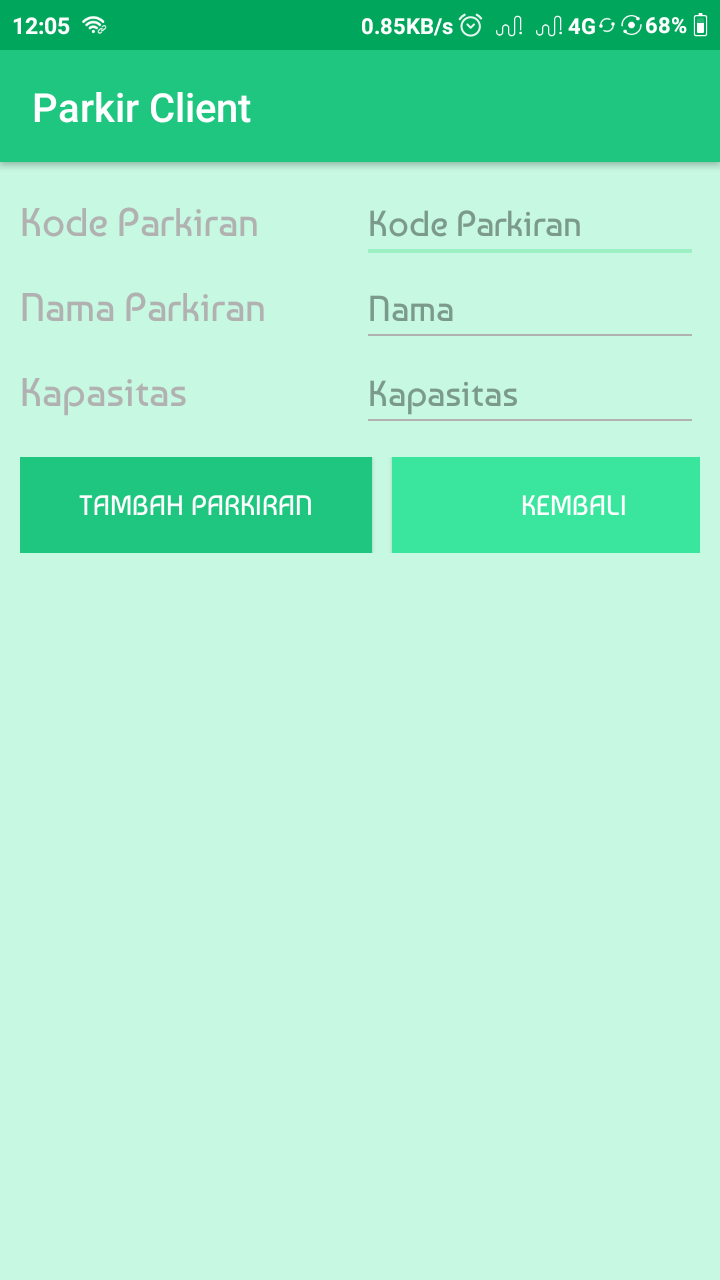 12:05 0.85KB/s 4G 68%
Parkir Client
Kode Parkiran Kode Parkiran
Nama Parkiran Nama
Kapasitas Kapasitas
TAMBAH PARKIRAN KEMBALI